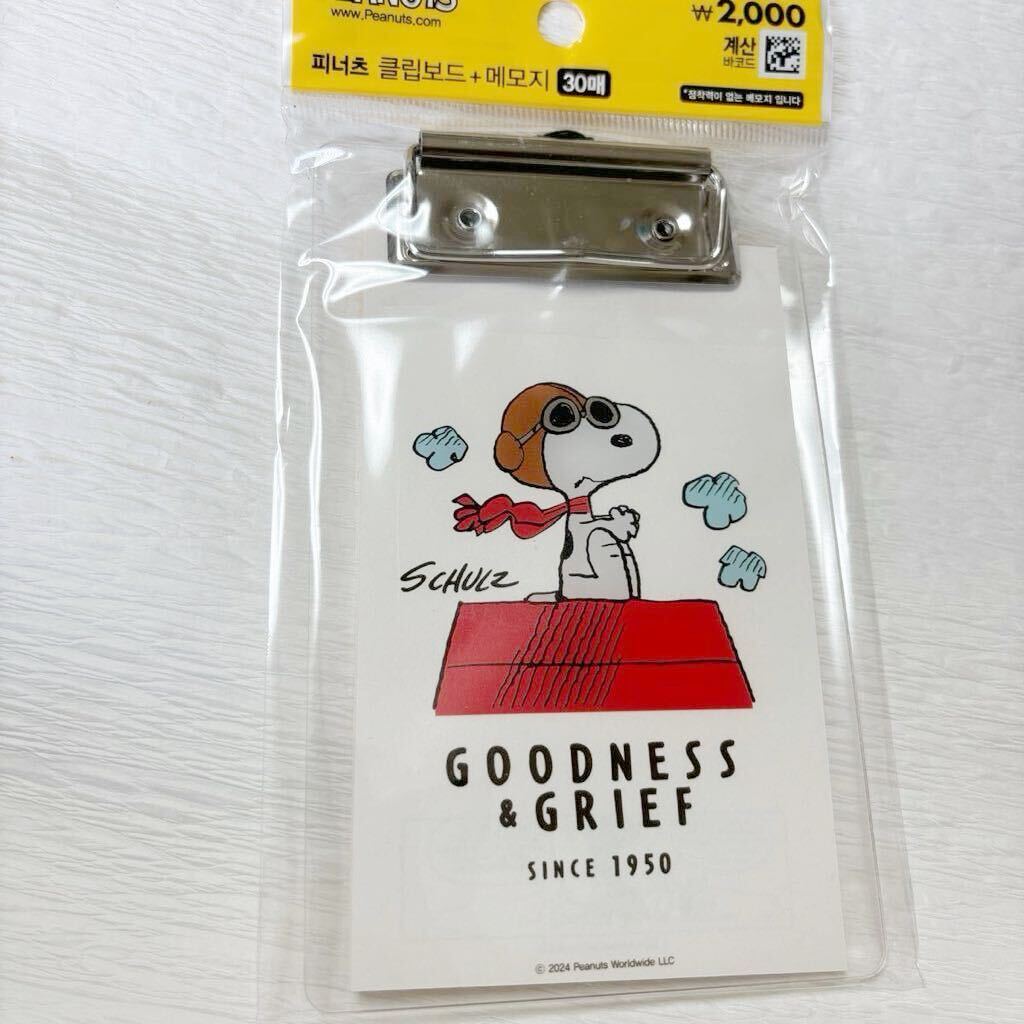 PEANUTS
www.Peanuts.com
₩2,000
계산
바코드
피너츠 클립보드+메모지 30매
*점착력이 없는 메모지 입니다
SCHULZ
GOODNESS
& GRIEF
SINCE 1950
© 2024 Peanuts Worldwide LLC